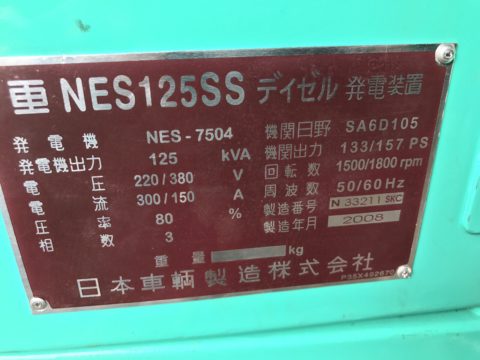 車 NES125SS ディゼル 発電装置
発電機 NES-7504
発電機出力 125 kVA
電圧 220/380 V
電流 300/150 A
圧率 80 %
相数 3
機関日野 SA6D105
機関出力 133/157 PS
回転数 1500/1800 rpm
周波数 50/60 Hz
製造番号 N 33211 SKC
製造年月 2008
重量 kg
日本車輌製造株式会社
P35X492670